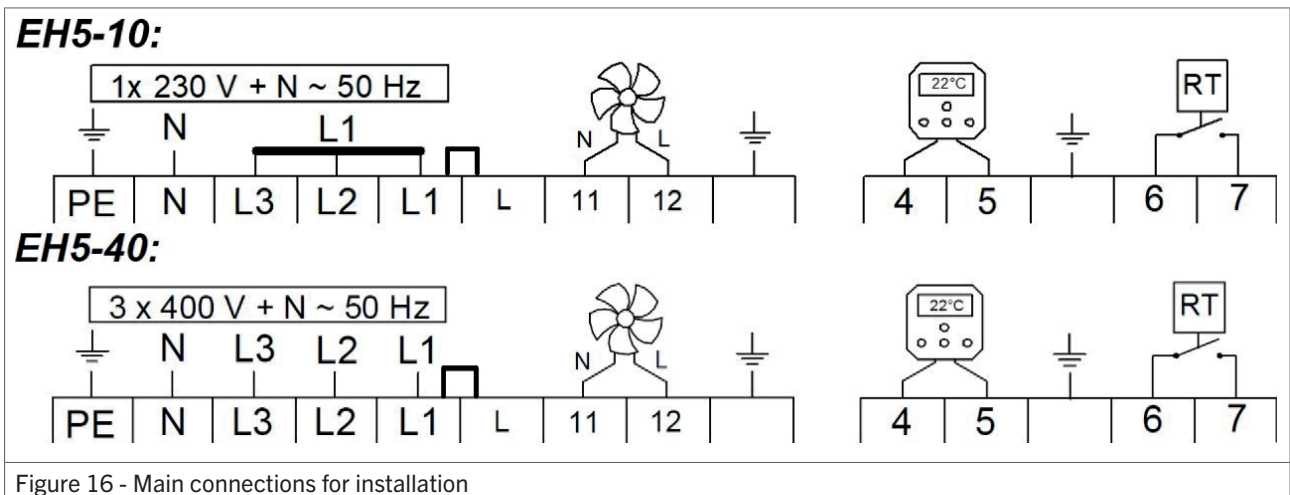 EH5-10:
1x 230 V + N ~ 50 Hz
N L1
N L
22°C
RT
PE N L3 L2 L1 L 11 12 4 5 6 7
EH5-40:
3 x 400 V + N ~ 50 Hz
N L3 L2 L1
N L
22°C
RT
PE N L3 L2 L1 L 11 12 4 5 6 7
Figure 16 - Main connections for installation